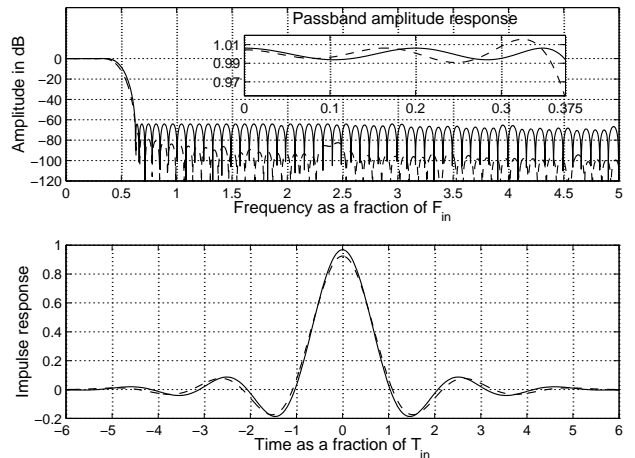 Passband amplitude response
1.01
0.99
0.97
0 0.1 0.2 0.3 0.375
Amplitude in dB
0
−20
−40
−60
−80
−100
−120
0 0.5 1 1.5 2 2.5 3 3.5 4 4.5 5
Frequency as a fraction of F_in
Impulse response
1
0.8
0.6
0.4
0.2
0
−0.2
−6 −5 −4 −3 −2 −1 0 1 2 3 4 5 6
Time as a fraction of T_in